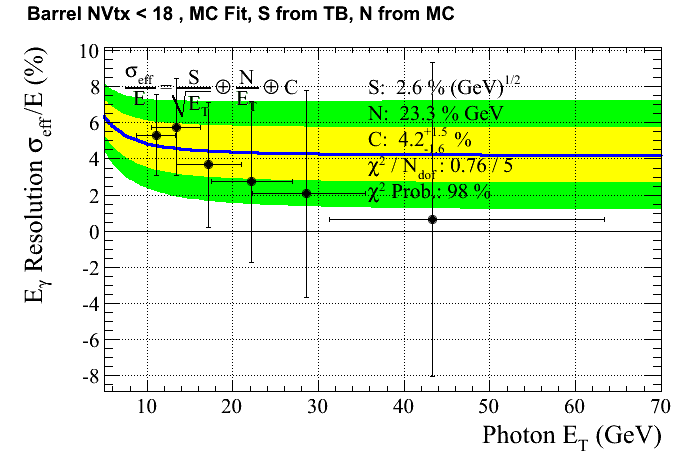 Barrel NVtx < 18 , MC Fit, S from TB, N from MC
Eγ Resolution σeff/E (%)
10
8
6
4
2
0
-2
-4
-6
-8
σeff/E = S/√ET ⊕ N/ET ⊕ C
S: 2.6 % (GeV)^1/2
N: 23.3 % GeV
C: 4.2 +1.5 -1.6 %
χ² / Ndof : 0.76 / 5
χ² Prob.: 98 %
10 20 30 40 50 60 70
Photon ET (GeV)